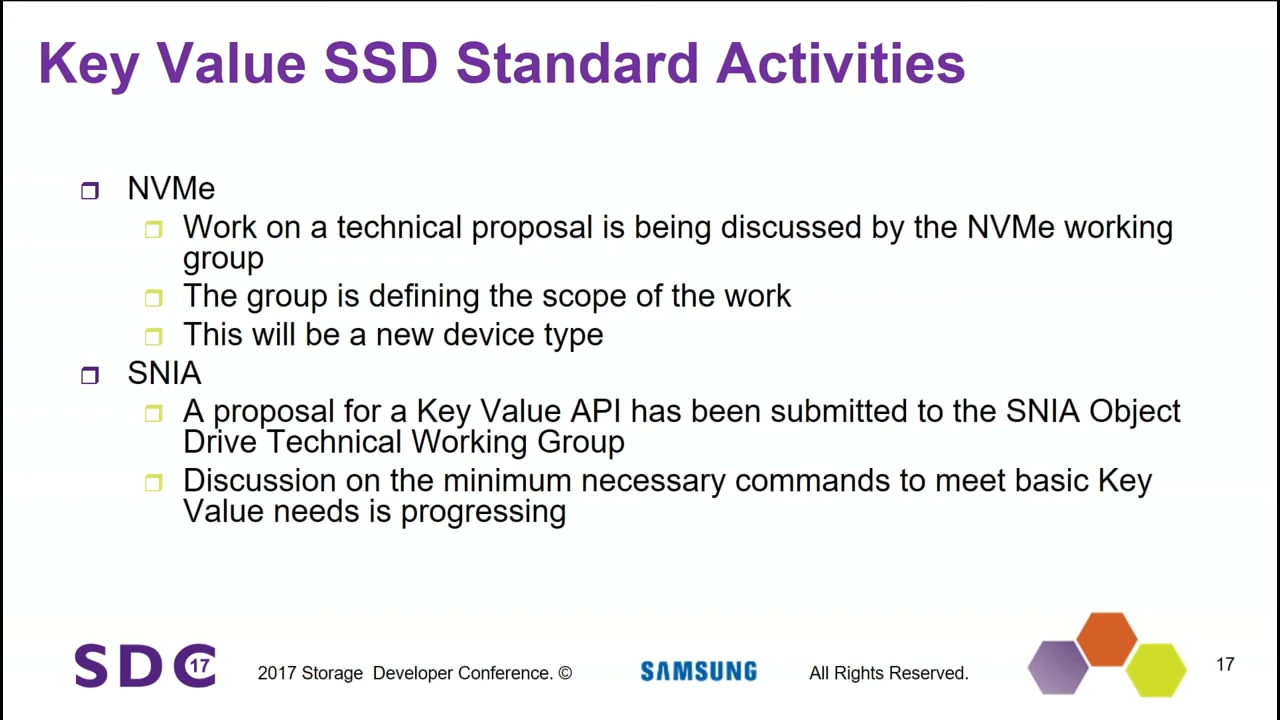 Key Value SSD Standard Activities
NVMe
Work on a technical proposal is being discussed by the NVMe working
group
The group is defining the scope of the work
This will be a new device type
SNIA
A proposal for a Key Value API has been submitted to the SNIA Object
Drive Technical Working Group
Discussion on the minimum necessary commands to meet basic Key
Value needs is progressing
SDC 17
2017 Storage Developer Conference. ©
SAMSUNG
All Rights Reserved.
17